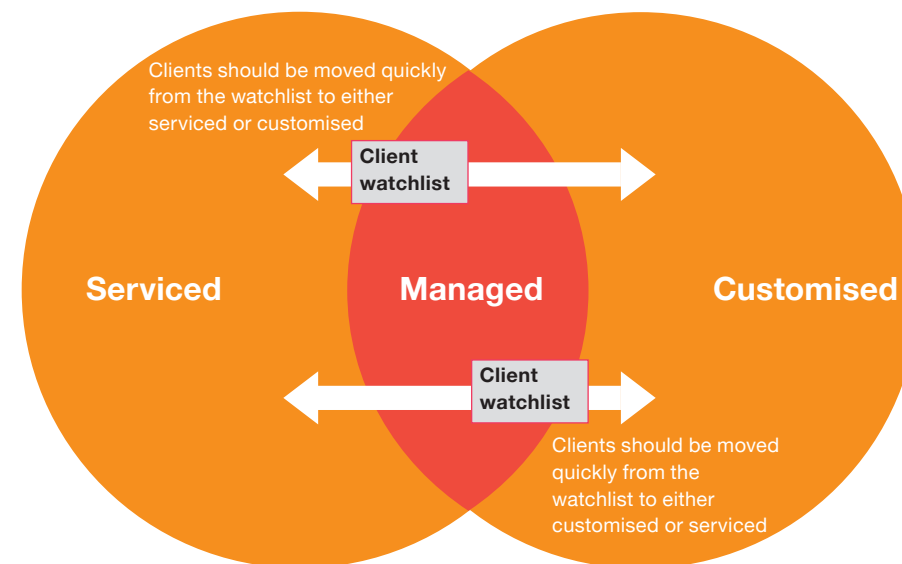 Clients should be moved quickly
from the watchlist to either
serviced or customised
Client
watchlist
Serviced
Managed
Customised
Client
watchlist
Clients should be moved
quickly from the
watchlist to either
customised or serviced